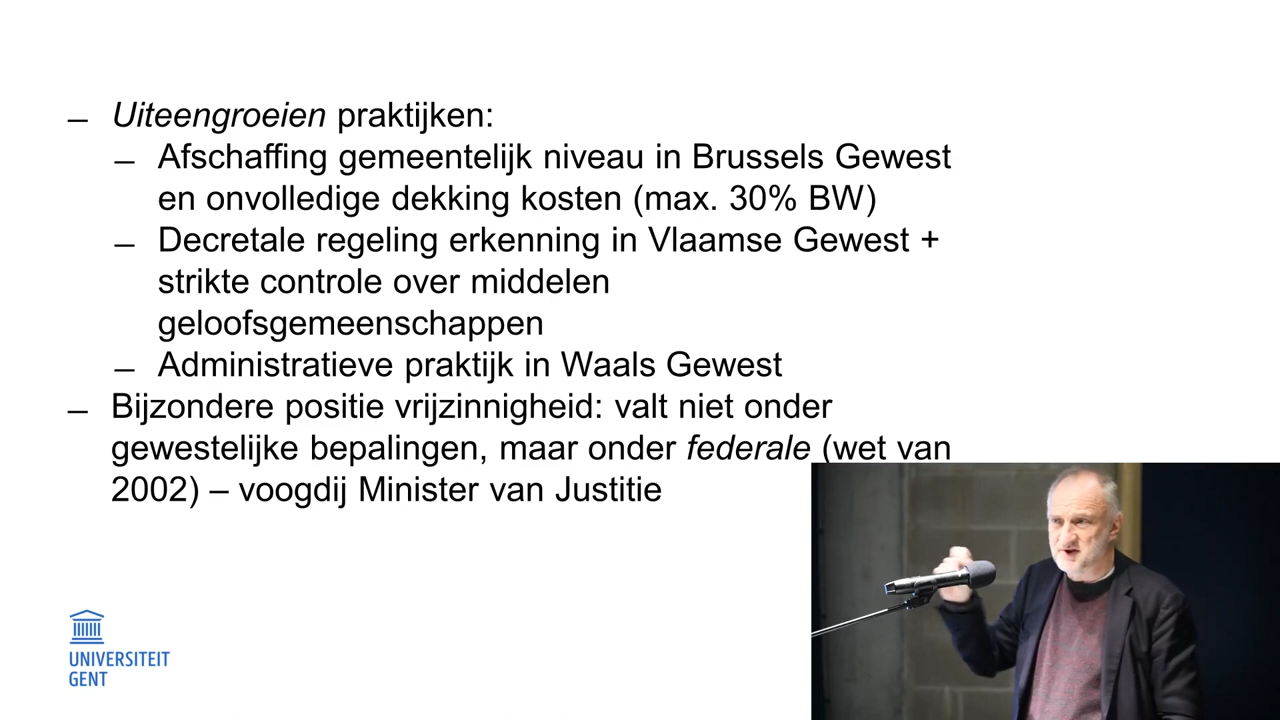 – Uiteengroeien praktijken:
– Afschaffing gemeentelijk niveau in Brussels Gewest
en onvolledige dekking kosten (max. 30% BW)
– Decretale regeling erkenning in Vlaamse Gewest +
strikte controle over middelen
geloofsgemeenschappen
– Administratieve praktijk in Waals Gewest
– Bijzondere positie vrijzinnigheid: valt niet onder
gewestelijke bepalingen, maar onder federale (wet van
2002) – voogdij Minister van Justitie
UNIVERSITEIT
GENT